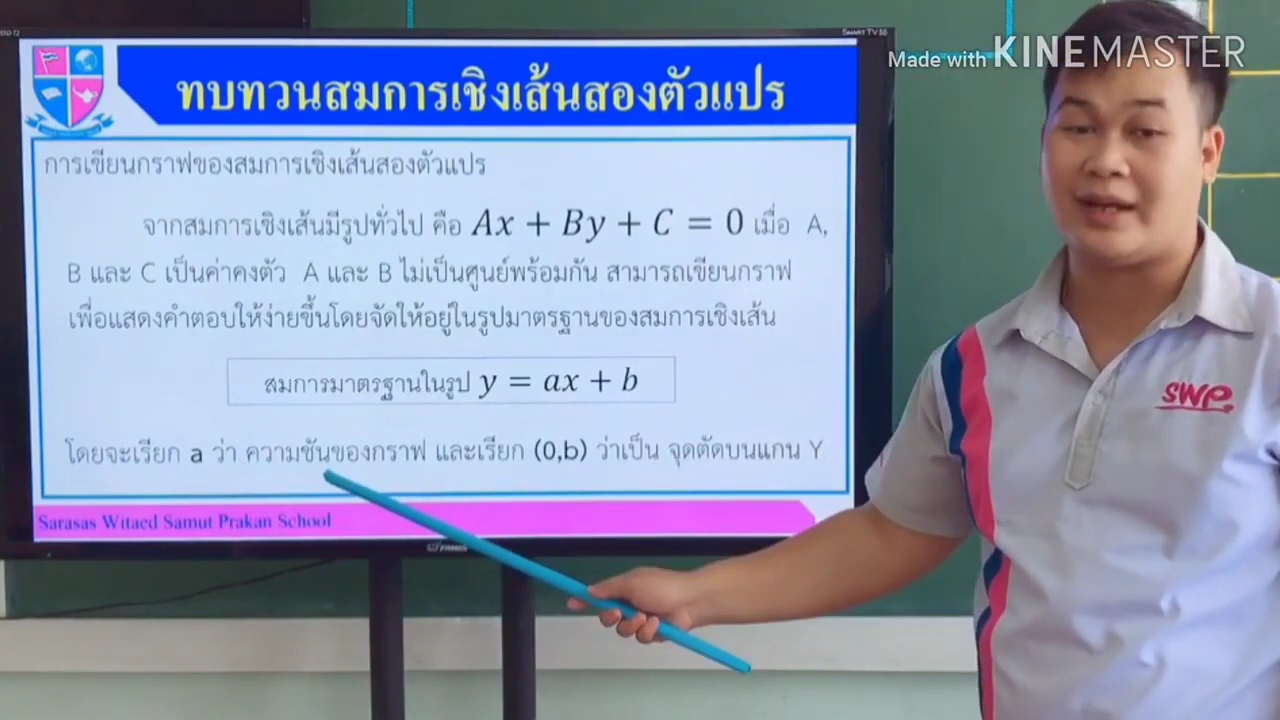 SMART TV 55
Made with KINEMASTER
ทบทวนสมการเชิงเส้นสองตัวแปร
การเขียนกราฟของสมการเชิงเส้นสองตัวแปร
จากสมการเชิงเส้นมีรูปทั่วไป คือ Ax + By + C = 0 เมื่อ A,
B และ C เป็นค่าคงตัว A และ B ไม่เป็นศูนย์พร้อมกัน สามารถเขียนกราฟ
เพื่อแสดงคำตอบให้ง่ายขึ้นโดยจัดให้อยู่ในรูปมาตรฐานของสมการเชิงเส้น
สมการมาตรฐานในรูป y = ax + b
โดยจะเรียก a ว่า ความชันของกราฟ และเรียก (0,b) ว่าเป็น จุดตัดบนแกน Y
Sarasas Witaed Samut Prakan School
SWP